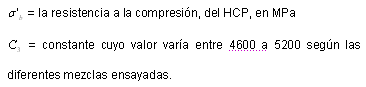 σ'ₕ = la resistencia a la compresión, del HCP, en MPa
C = constante cuyo valor varía entre 4600 a 5200 según las
diferentes mezclas ensayadas.